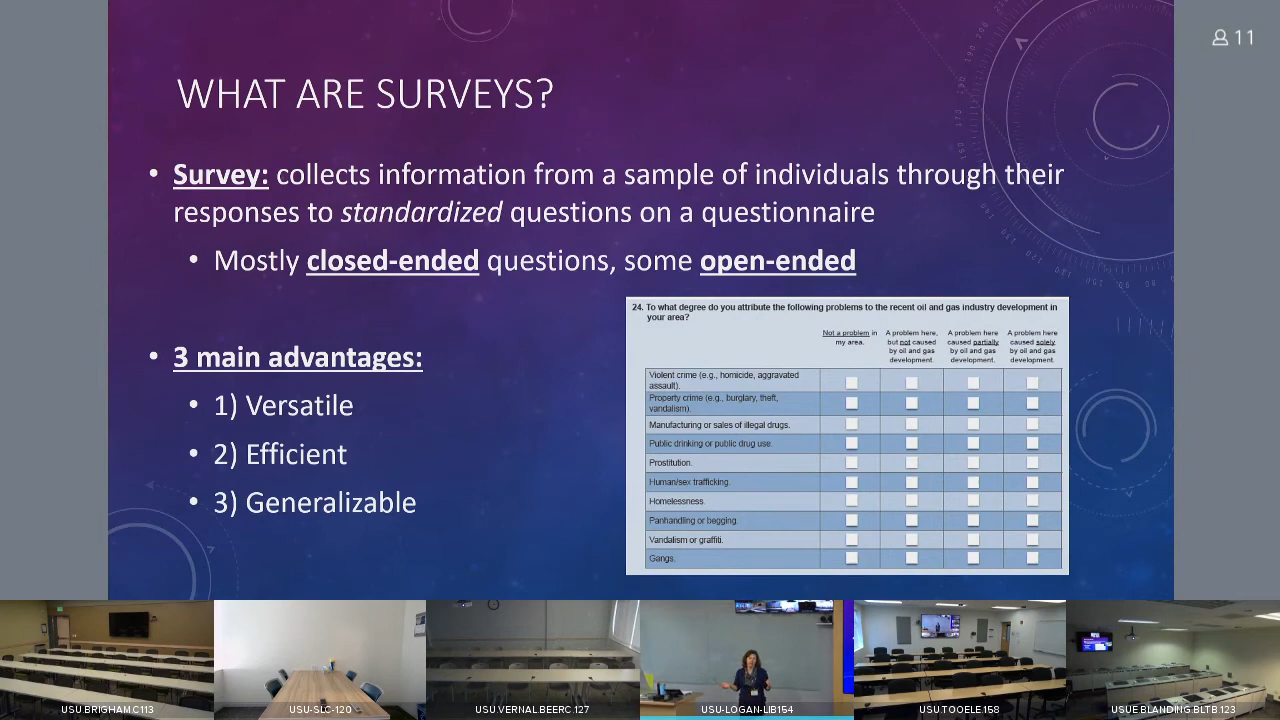 11
WHAT ARE SURVEYS?
• Survey: collects information from a sample of individuals through their
responses to standardized questions on a questionnaire
• Mostly closed-ended questions, some open-ended
• 3 main advantages:
• 1) Versatile
• 2) Efficient
• 3) Generalizable
24. To what degree do you attribute the following problems to the recent oil and gas industry development in
your area?
Not a problem in
my area.
A problem here,
but not caused
by oil and gas
development.
A problem here
caused partially
by oil and gas
development.
A problem here
caused solely
by oil and gas
development.
Violent crime (e.g., homicide, aggravated
assault).
Property crime (e.g., burglary, theft,
vandalism).
Manufacturing or sales of illegal drugs.
Public drinking or public drug use.
Prostitution.
Human/sex trafficking.
Homelessness.
Panhandling or begging.
Vandalism or graffiti.
Gangs.
USU BRIGHAM C113
USU-SLC-120
USU.VERNAL.BEERC.127
USU-LOGAN-LIB154
USU.TOOELE.158
USUE BLANDING BLTB.123